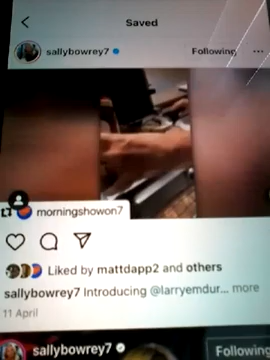 Saved
sallybowrey7 Following ...
morningshowon7
Liked by mattdapp2 and others
sallybowrey7 Introducing @larryemdur... more
11 April
sallybowrey7 Following